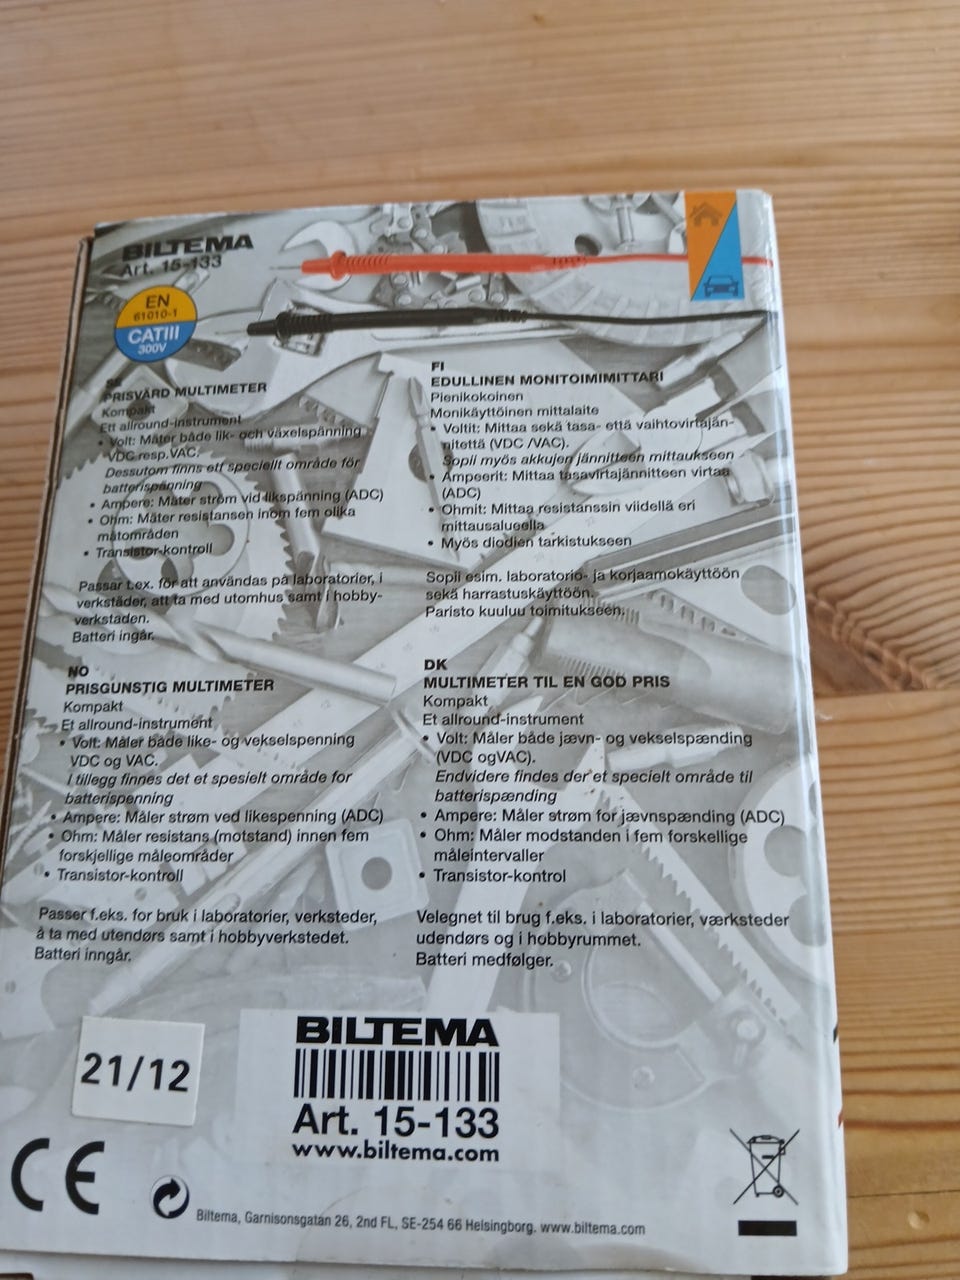 BILTEMA
Art. 15-133
EN
61010-1
CATIII
300V
SE
PRISVÄRD MULTIMETER
Kompakt
Ett allround-instrument
• Volt: Mäter både lik- och växelspänning
VDC resp. VAC.
Dessutom finns ett speciellt område för
batterispänning
• Ampere: Mäter ström vid likspänning (ADC)
• Ohm: Mäter resistansen inom fem olika
mätområden
• Transistor-kontroll
Passar t.ex. för att användas på laboratorier, i
verkstäder, att ta med utomhus samt i hobby-
verkstaden.
Batteri ingår.
FI
EDULLINEN MONITOIMIMITTARI
Pienikokoinen
Monikäyttöinen mittalaite
• Voltit: Mittaa sekä tasa- että vaihtovirtajän-
nitettä (VDC /VAC).
Sopii myös akkujen jännitteen mittaukseen -
• Ampeerit: Mittaa tasavirtajännitteen virtaa
(ADC)
• Ohmit: Mittaa resistanssin viidellä eri
mittausalueella
• Myös diodien tarkistukseen
Sopii esim. laboratorio- ja korjaamokäyttöön
sekä harrastuskäyttöön.
Paristo kuuluu toimitukseen.
NO
PRISGUNSTIG MULTIMETER
Kompakt
Et allround-instrument
• Volt: Måler både like- og vekselspenning
VDC og VAC.
I tillegg finnes det et spesielt område for
batterispenning
• Ampere: Måler strøm ved likespenning (ADC)
• Ohm: Måler resistans (motstand) innen fem
forskjellige måleområder
• Transistor-kontroll
Passer f.eks. for bruk i laboratorier, verksteder,
å ta med utendørs samt i hobbyverkstedet.
Batteri inngår.
DK
MULTIMETER TIL EN GOD PRIS
Kompakt
Et allround-instrument
• Volt: Måler både jævn- og vekselspænding
(VDC ogVAC).
Endvidere findes der et specielt område til
batterispænding
• Ampere: Måler strøm for jævnspænding (ADC)
• Ohm: Måler modstanden i fem forskellige
måleintervaller
• Transistor-kontrol
Velegnet til brug f.eks. i laboratorier, værksteder
udendørs og i hobbyrummet.
Batteri medfølger.
21/12
BILTEMA
Art. 15-133
www.biltema.com
CE
Biltema, Garnisonsgatan 26, 2nd FL, SE-254 66 Helsingborg. www.biltema.com